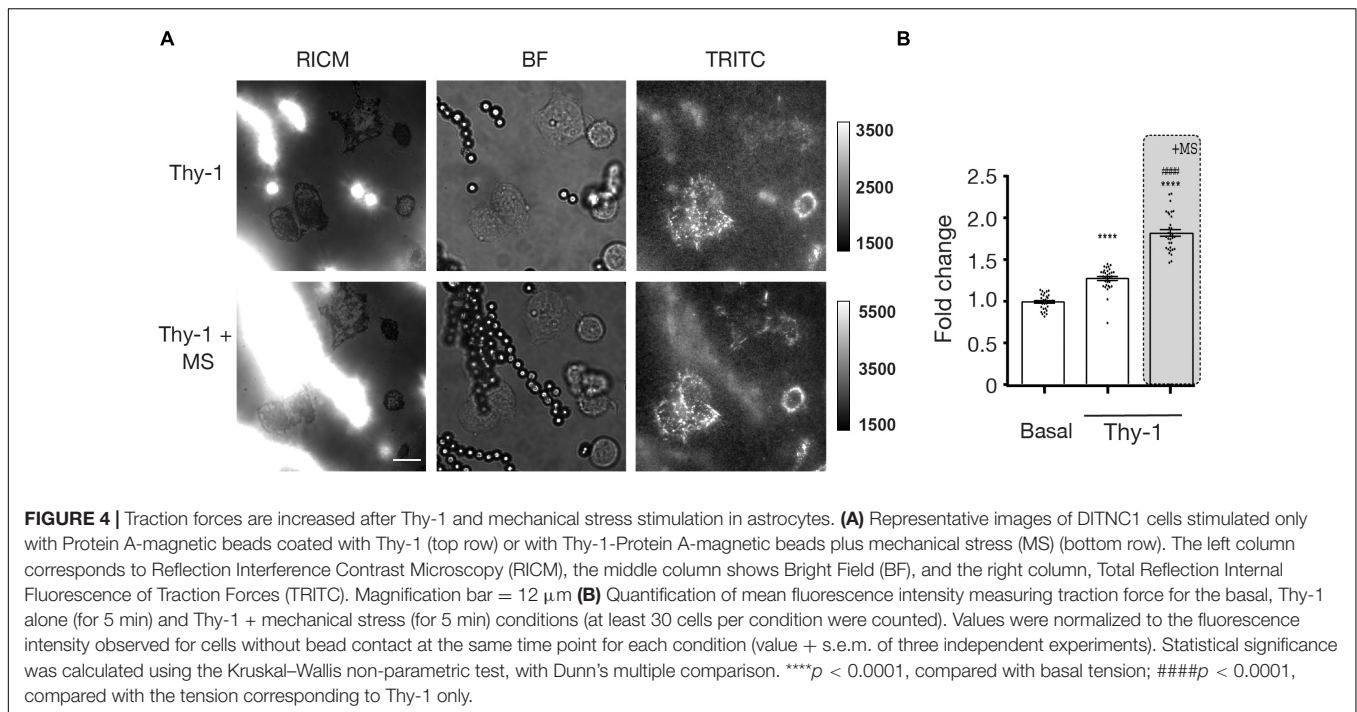 A
B
RICM
BF
TRITC
Thy-1
3500
2500
1500
Thy-1 +
MS
5500
3500
1500
Fold change
2.5
2.0
1.5
1.0
0.5
0
+MS
####
****
****
Basal
Thy-1
FIGURE 4 | Traction forces are increased after Thy-1 and mechanical stress stimulation in astrocytes. (A) Representative images of DITNC1 cells stimulated only
with Protein A-magnetic beads coated with Thy-1 (top row) or with Thy-1-Protein A-magnetic beads plus mechanical stress (MS) (bottom row). The left column
corresponds to Reflection Interference Contrast Microscopy (RICM), the middle column shows Bright Field (BF), and the right column, Total Reflection Internal
Fluorescence of Traction Forces (TRITC). Magnification bar = 12 μm (B) Quantification of mean fluorescence intensity measuring traction force for the basal, Thy-1
alone (for 5 min) and Thy-1 + mechanical stress (for 5 min) conditions (at least 30 cells per condition were counted). Values were normalized to the fluorescence
intensity observed for cells without bead contact at the same time point for each condition (value + s.e.m. of three independent experiments). Statistical significance
was calculated using the Kruskal–Wallis non-parametric test, with Dunn's multiple comparison. ****p < 0.0001, compared with basal tension; ####p < 0.0001,
compared with the tension corresponding to Thy-1 only.